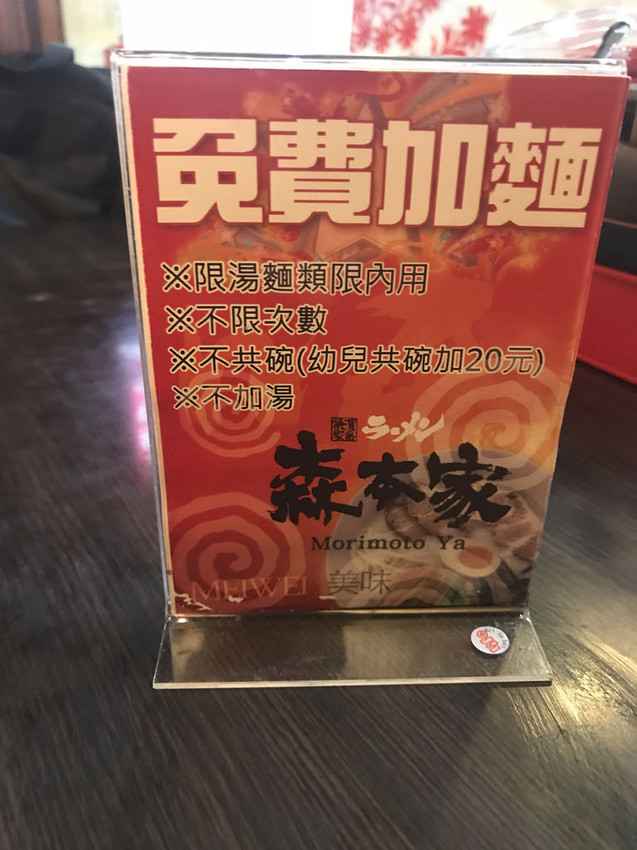 免費加麵
※限湯麵類限內用
※不限次數
※不共碗(幼兒共碗加20元)
※不加湯
ラーメン
森本家
Morimoto Ya
MEIWEI 美味